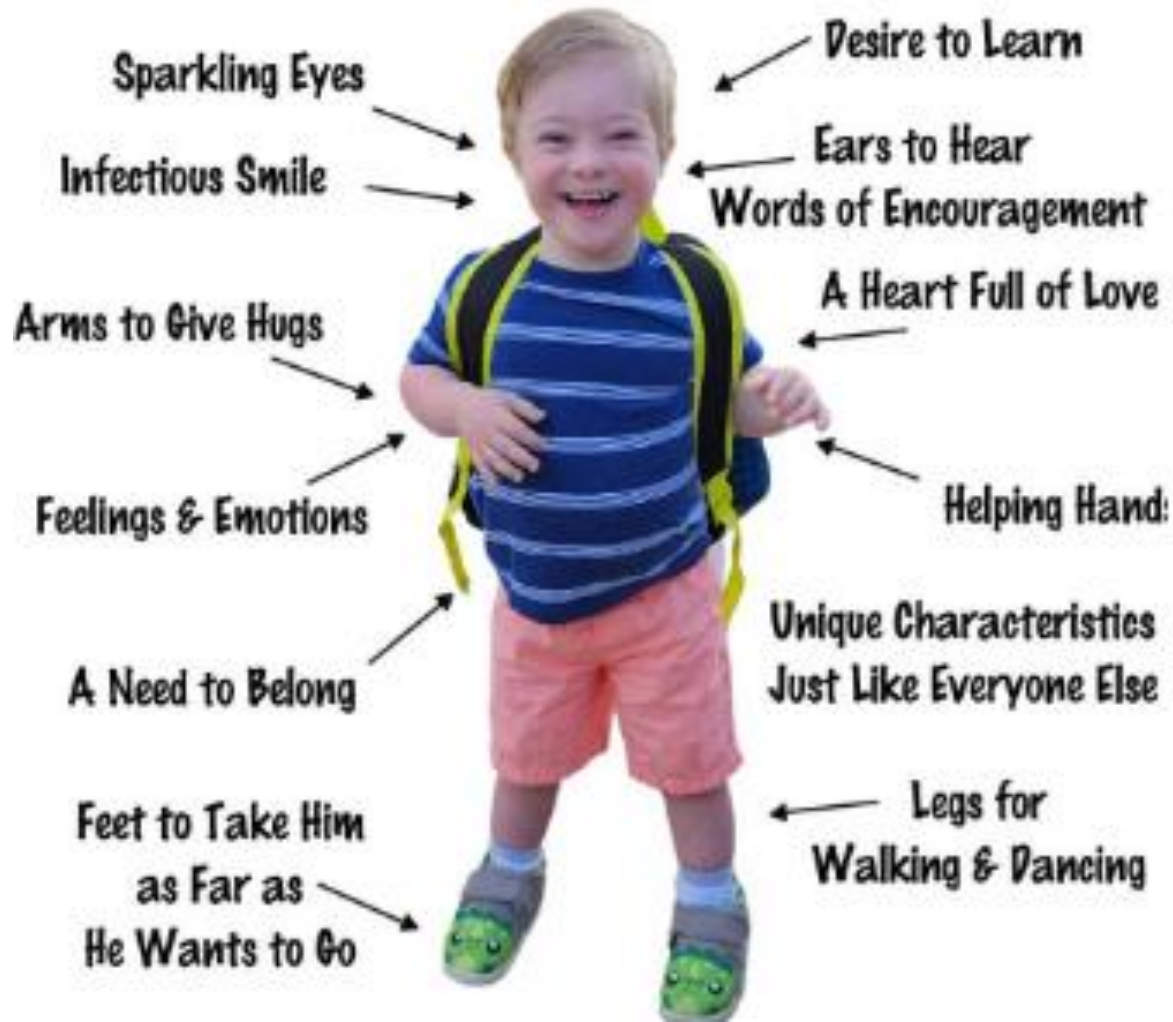 Sparkling Eyes
Desire to Learn
Infectious Smile
Ears to Hear
Words of Encouragement
A Heart Full of Love
Arms to Give Hugs
Feelings & Emotions
Helping Hand
A Need to Belong
Unique Characteristics
Just Like Everyone Else
Feet to Take Him
as Far as
He Wants to Go
Legs for
Walking & Dancing